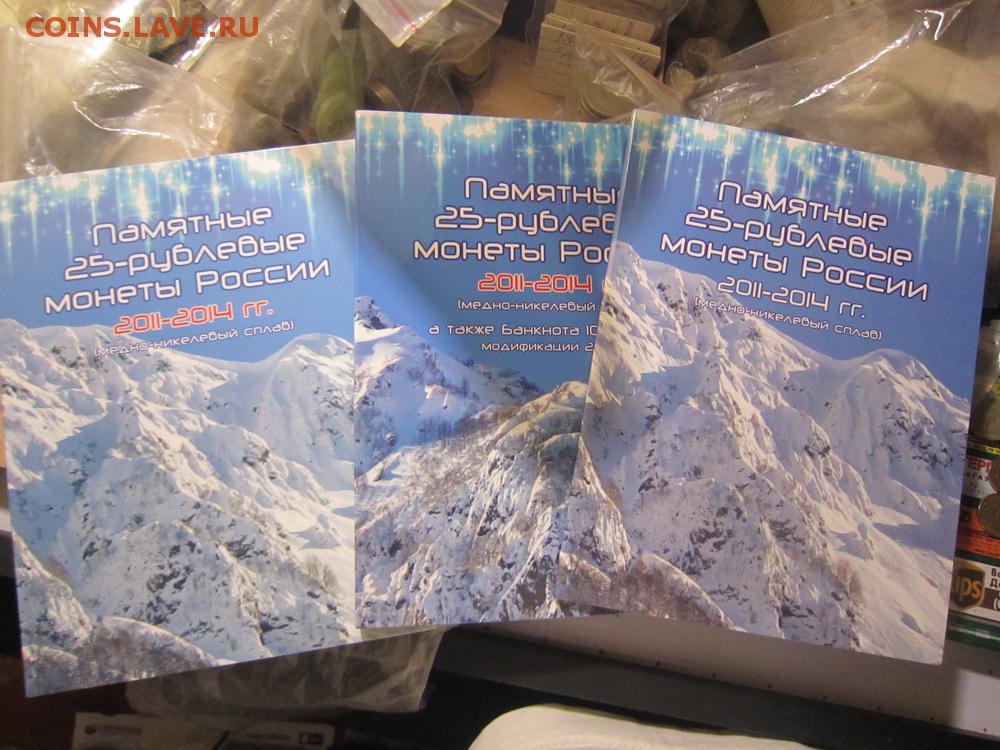 COINS.LAVE.RU
Памятные
25-рублевые
монеты России
2011-2014 гг.
(медно-никелевый сплав)
Памятные
25-рублевые
монеты
2011-2014
(медно-никелевый
а также банкнота
модификации
Памятные
25-рублевые
монеты России
2011-2014 гг.
(медно-никелевый сплав)
ups